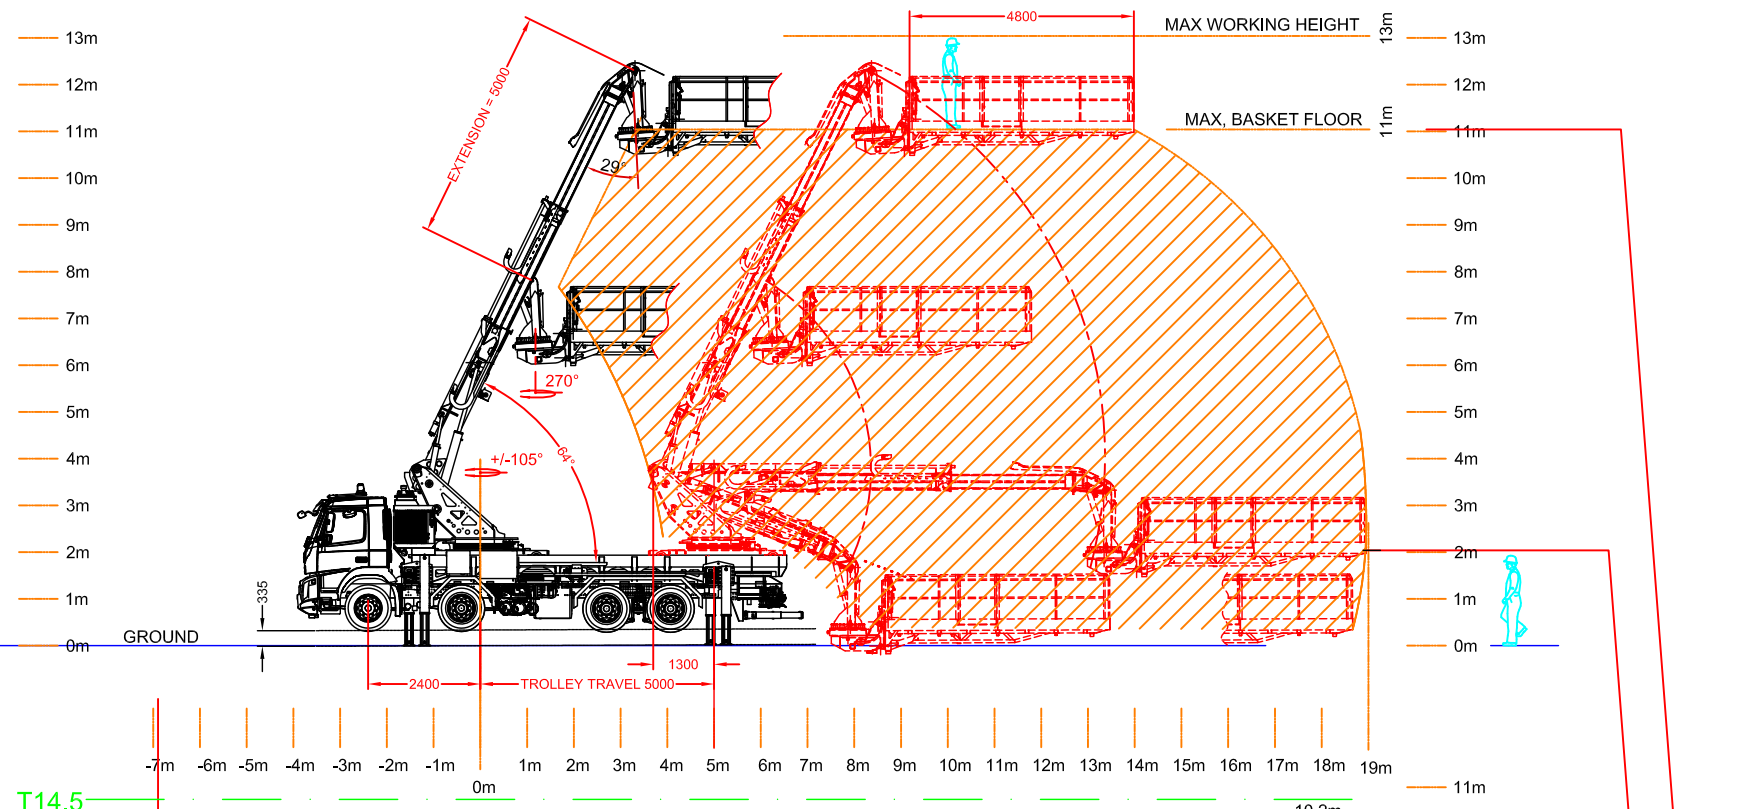 4800
MAX WORKING HEIGHT
13m
13m
13m
12m
12m
EXTENSION = 5000
MAX, BASKET FLOOR
11m
11m
11m
29°
10m
10m
9m
9m
8m
8m
7m
7m
6m
6m
270°
5m
5m
64°
4m
+/-105°
4m
3m
3m
2m
2m
335
1m
1m
GROUND
0m
0m
1300
2400
TROLLEY TRAVEL 5000
-7m -6m -5m -4m -3m -2m -1m 1m 2m 3m 4m 5m 6m 7m 8m 9m 10m 11m 12m 13m 14m 15m 16m 17m 18m 19m
0m
11m
T14.5
10.2m